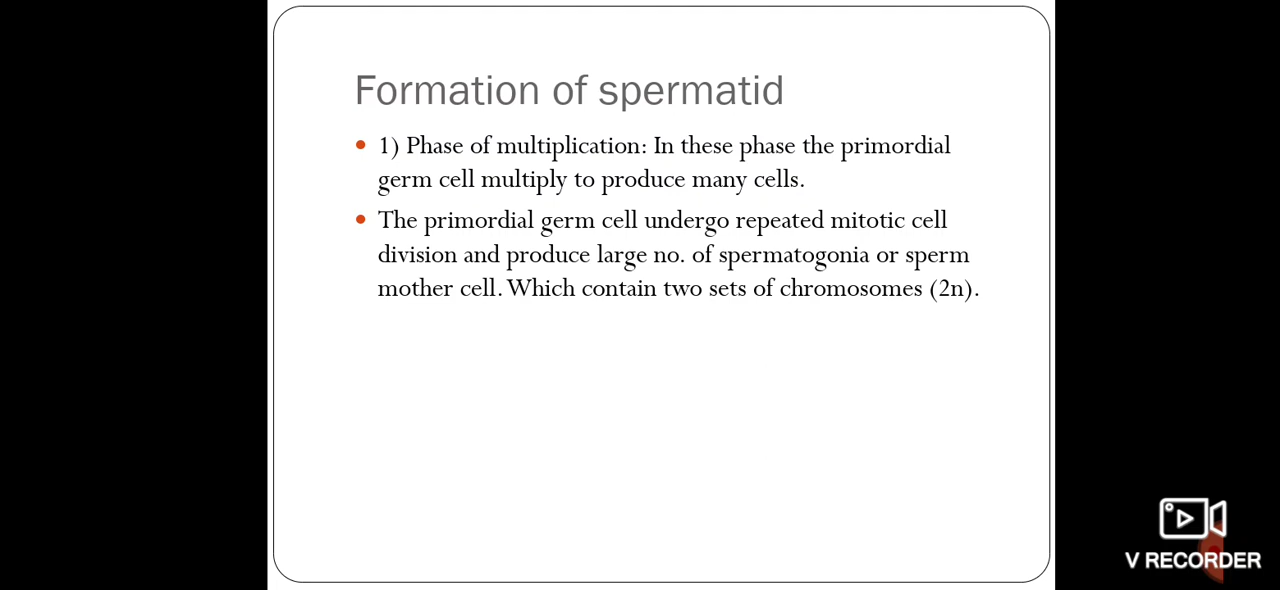 Formation of spermatid
• 1) Phase of multiplication: In these phase the primordial
germ cell multiply to produce many cells.
• The primordial germ cell undergo repeated mitotic cell
division and produce large no. of spermatogonia or sperm
mother cell. Which contain two sets of chromosomes (2n).
V RECORDER